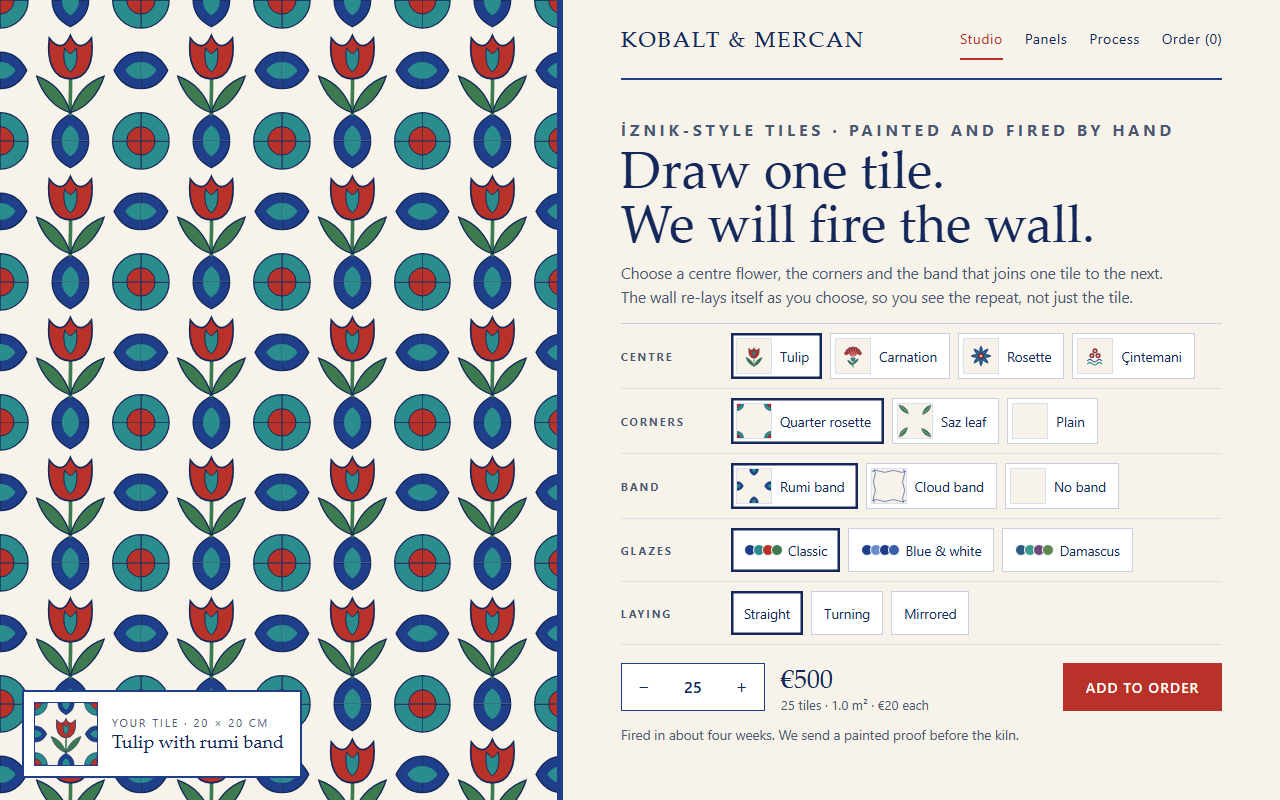 KOBALT & MERCAN
Studio Panels Process Order (0)
İZNIK-STYLE TILES · PAINTED AND FIRED BY HAND
Draw one tile.
We will fire the wall.
Choose a centre flower, the corners and the band that joins one tile to the next.
The wall re-lays itself as you choose, so you see the repeat, not just the tile.
CENTRE Tulip Carnation Rosette Çintemani
CORNERS Quarter rosette Saz leaf Plain
BAND Rumi band Cloud band No band
GLAZES Classic Blue & white Damascus
LAYING Straight Turning Mirrored
− 25 + €500
25 tiles · 1.0 m² · €20 each
ADD TO ORDER
Fired in about four weeks. We send a painted proof before the kiln.
YOUR TILE · 20 × 20 CM
Tulip with rumi band